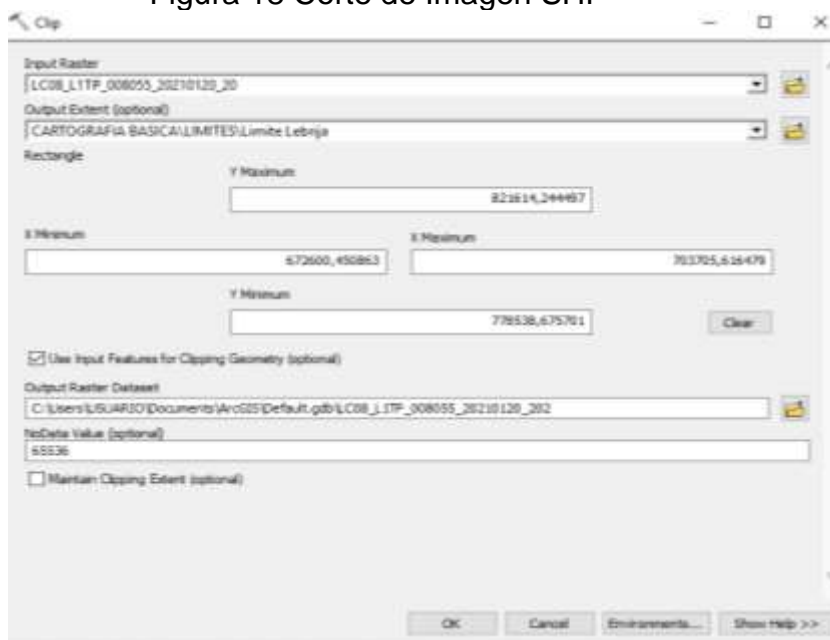 Figura 18 Corte de Imagen SHP
Clip
Input Raster
LC08_L1TP_008055_20210120_20
Output Extent (optional)
CARTOGRAFIA BASICA\LIMITES\Limite Lebrija
Rectangle
Y Maximum
821614,244497
X Minimum
X Maximum
672600,450863
703705,616479
Y Minimum
778538,675701
Clear
Use Input Features for Clipping Geometry (optional)
Output Raster Dataset
C:\Users\USUARIO\Documents\ArcGIS\Default.gdb\LC08_L1TP_008055_20210120_202
NoData Value (optional)
65536
Maintain Clipping Extent (optional)
OK
Cancel
Environments...
Show Help >>